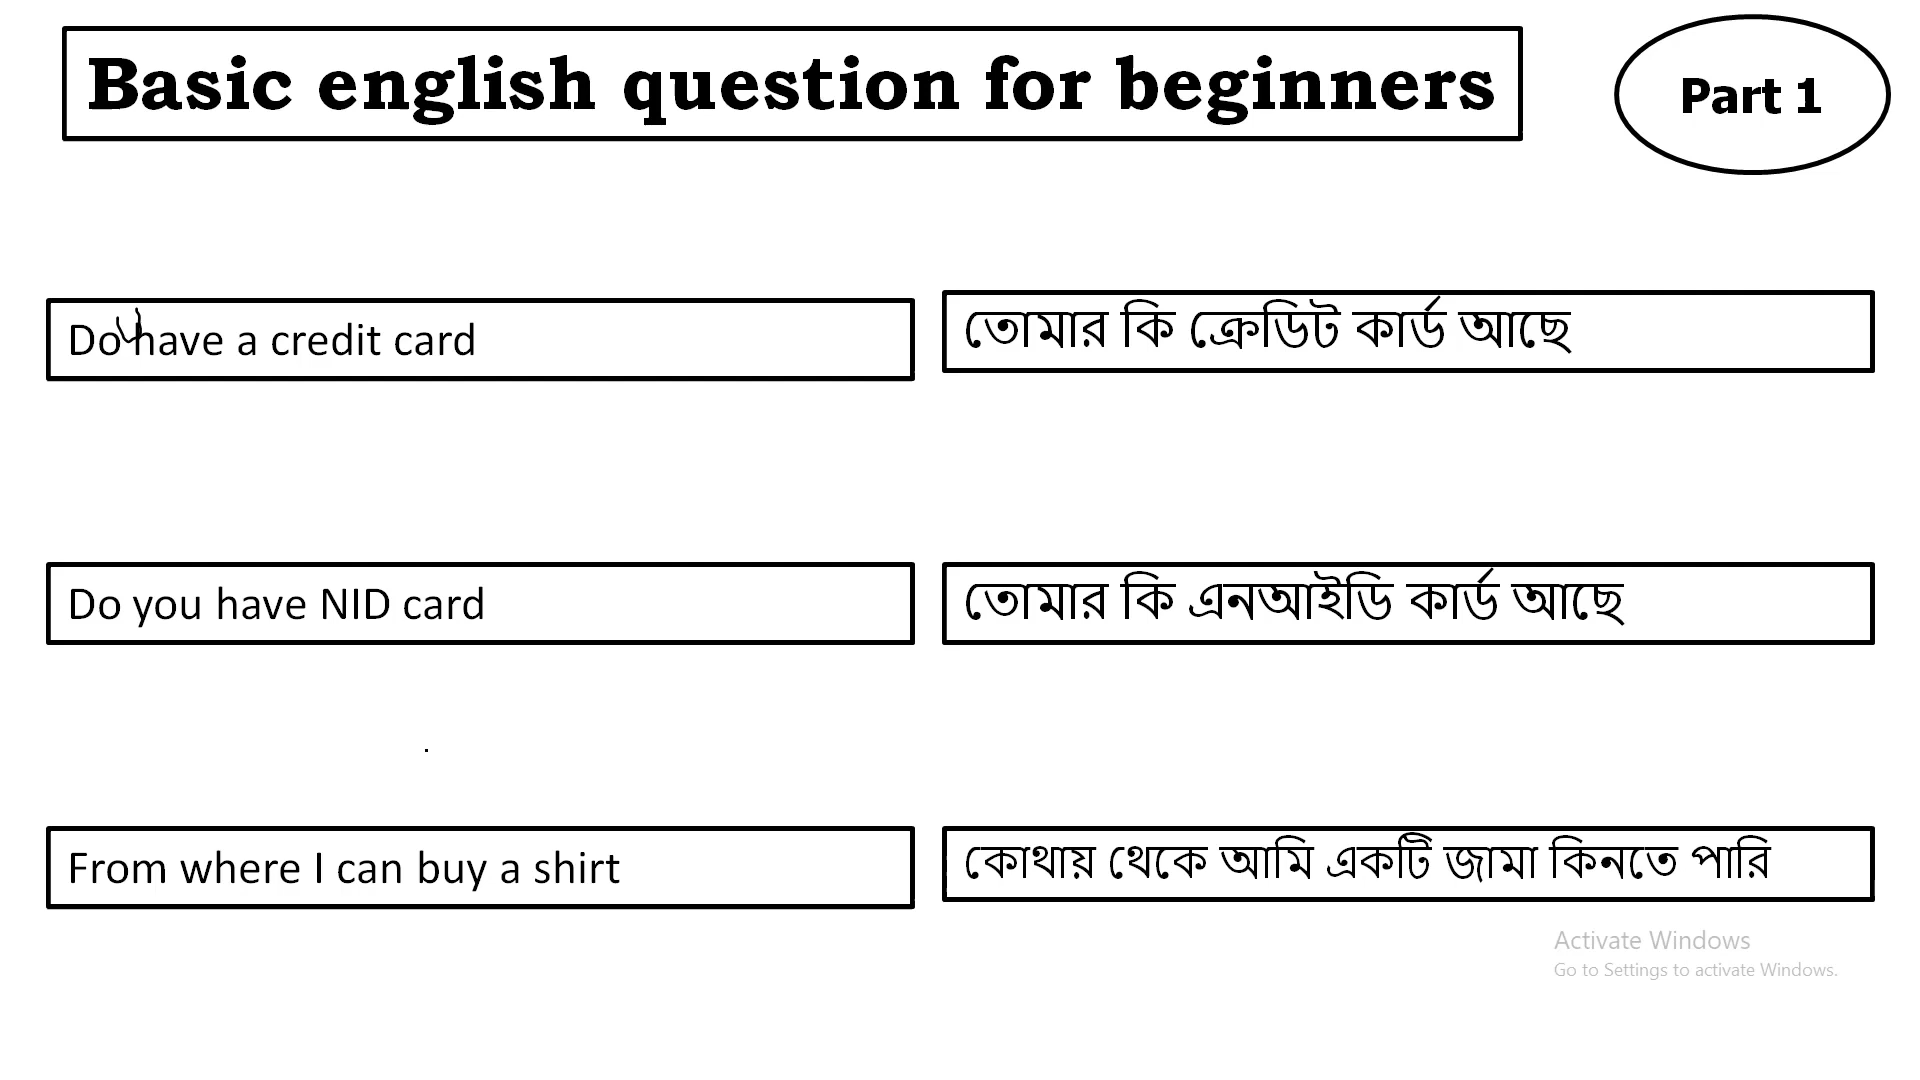 Basic english question for beginners
Part 1
Do have a credit card
তোমার কি ক্রেডিট কার্ড আছে
Do you have NID card
তোমার কি এনআইডি কার্ড আছে
From where I can buy a shirt
কোথায় থেকে আমি একটি জামা কিনতে পারি
Activate Windows
Go to Settings to activate Windows.